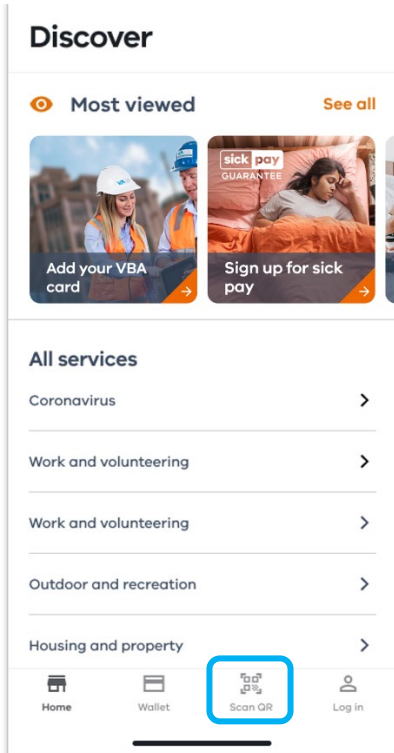 Discover
Most viewed
See all
sick pay
GUARANTEE
Add your VBA
card
Sign up for sick
pay
All services
Coronavirus
Work and volunteering
Work and volunteering
Outdoor and recreation
Housing and property
Home
Wallet
Scan QR
Log in